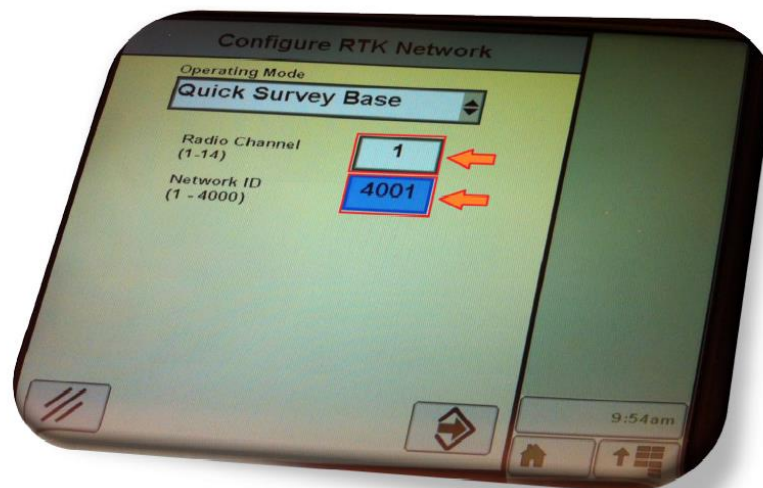 Configure RTK Network
Operating Mode
Quick Survey Base
Radio Channel
(1-14)
1
Network ID
(1 - 4000)
4001
9:54am